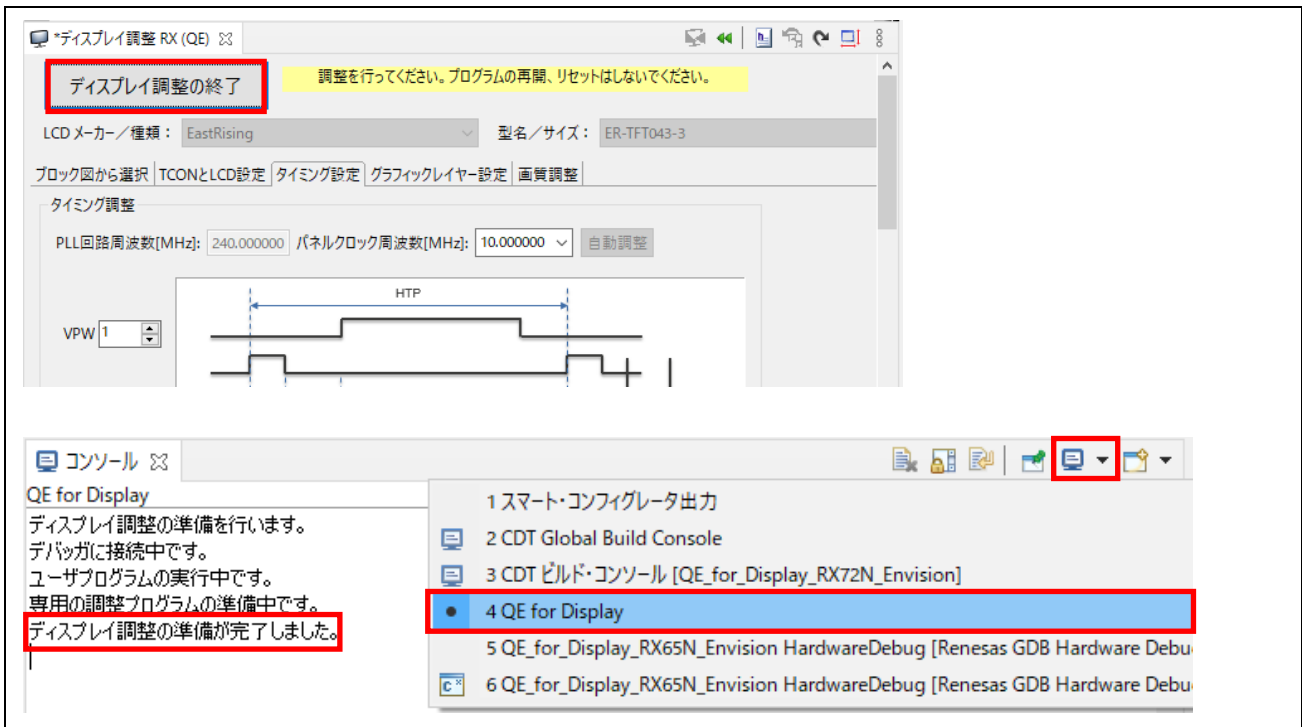 *ディスプレイ調整 RX (QE)
ディスプレイ調整の終了
調整を行ってください。プログラムの再開、リセットはしないでください。
LCD メーカー／種類： EastRising 型名／サイズ： ER-TFT043-3
ブロック図から選択 TCONとLCD設定 タイミング設定 グラフィックレイヤー設定 画質調整
タイミング調整
PLL回路周波数[MHz]: 240.000000 パネルクロック周波数[MHz]: 10.000000 自動調整
HTP
VPW 1
コンソール
QE for Display
ディスプレイ調整の準備を行います。
デバッガに接続中です。
ユーザプログラムの実行中です。
専用の調整プログラムの準備中です。
ディスプレイ調整の準備が完了しました。
1 スマート・コンフィグレータ出力
2 CDT Global Build Console
3 CDT ビルド・コンソール [QE_for_Display_RX72N_Envision]
4 QE for Display
5 QE_for_Display_RX65N_Envision HardwareDebug [Renesas GDB Hardware Debu
6 QE_for_Display_RX65N_Envision HardwareDebug [Renesas GDB Hardware Debu